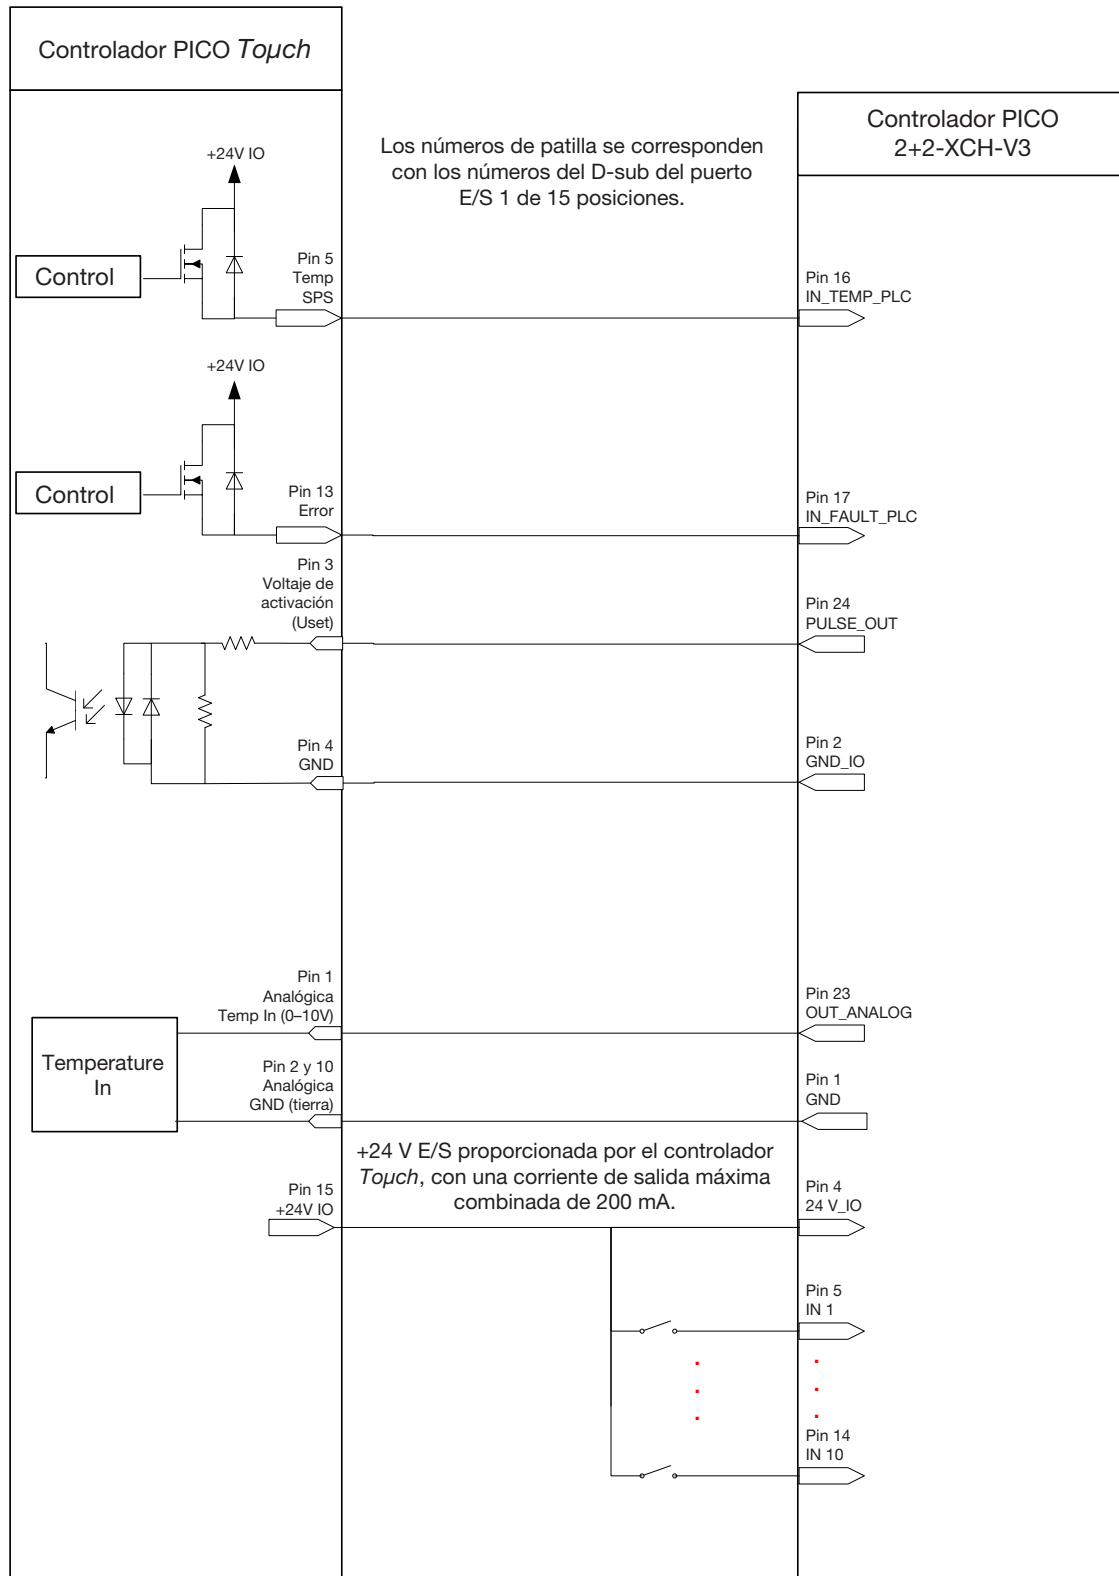 Controlador PICO Toµch
Controlador PICO
2+2-XCH-V3
Los números de patilla se corresponden
con los números del D-sub del puerto
E/S 1 de 15 posiciones.
+24V IO
Control
Pin 5
Temp
SPS
Pin 16
IN_TEMP_PLC
+24V IO
Control
Pin 13
Error
Pin 17
IN_FAULT_PLC
Pin 3
Voltaje de
activación
(Uset)
Pin 24
PULSE_OUT
Pin 4
GND
Pin 2
GND_IO
Pin 1
Analógica
Temp In (0–10V)
Pin 23
OUT_ANALOG
Temperature
In
Pin 2 y 10
Analógica
GND (tierra)
Pin 1
GND
+24 V E/S proporcionada por el controlador
Toµch, con una corriente de salida máxima
combinada de 200 mA.
Pin 15
+24V IO
Pin 4
24 V_IO
Pin 5
IN 1
Pin 14
IN 10